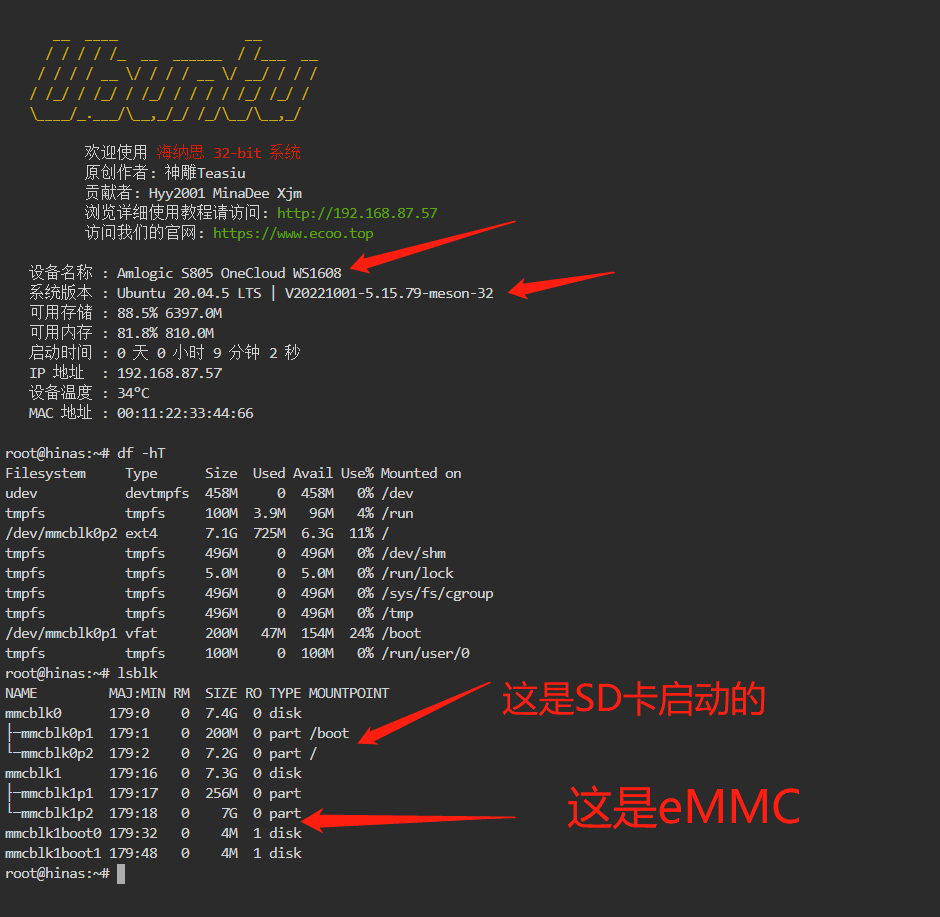 欢迎使用 海纳思 32-bit 系统
原创作者: 神雕Teasiu
贡献者: Hyy2001 MinaDee Xjm
浏览详细使用教程请访问: http://192.168.87.57
访问我们的官网: https://www.ecoo.top
设备名称 : Amlogic S805 OneCloud WS1608
系统版本 : Ubuntu 20.04.5 LTS | V20221001-5.15.79-meson-32
可用存储 : 88.5% 6397.0M
可用内存 : 81.8% 810.0M
启动时间 : 0 天 0 小时 9 分钟 2 秒
IP 地址 : 192.168.87.57
设备温度 : 34°C
MAC 地址 : 00:11:22:33:44:66
root@hinas:~# df -hT
Filesystem Type Size Used Avail Use% Mounted on
udev devtmpfs 458M 0 458M 0% /dev
tmpfs tmpfs 100M 3.9M 96M 4% /run
/dev/mmcblk0p2 ext4 7.1G 725M 6.3G 11% /
tmpfs tmpfs 496M 0 496M 0% /dev/shm
tmpfs tmpfs 5.0M 0 5.0M 0% /run/lock
tmpfs tmpfs 496M 0 496M 0% /sys/fs/cgroup
tmpfs tmpfs 496M 0 496M 0% /tmp
/dev/mmcblk0p1 vfat 200M 47M 154M 24% /boot
tmpfs tmpfs 100M 0 100M 0% /run/user/0
root@hinas:~# lsblk
NAME MAJ:MIN RM SIZE RO TYPE MOUNTPOINT
mmcblk0 179:0 0 7.4G 0 disk
├─mmcblk0p1 179:1 0 200M 0 part /boot
└─mmcblk0p2 179:2 0 7.2G 0 part /
mmcblk1 179:16 0 7.3G 0 disk
├─mmcblk1p1 179:17 0 256M 0 part
└─mmcblk1p2 179:18 0 7G 0 part
mmcblk1boot0 179:32 0 4M 1 disk
mmcblk1boot1 179:48 0 4M 1 disk
root@hinas:~#
这是SD卡启动的
这是eMMC